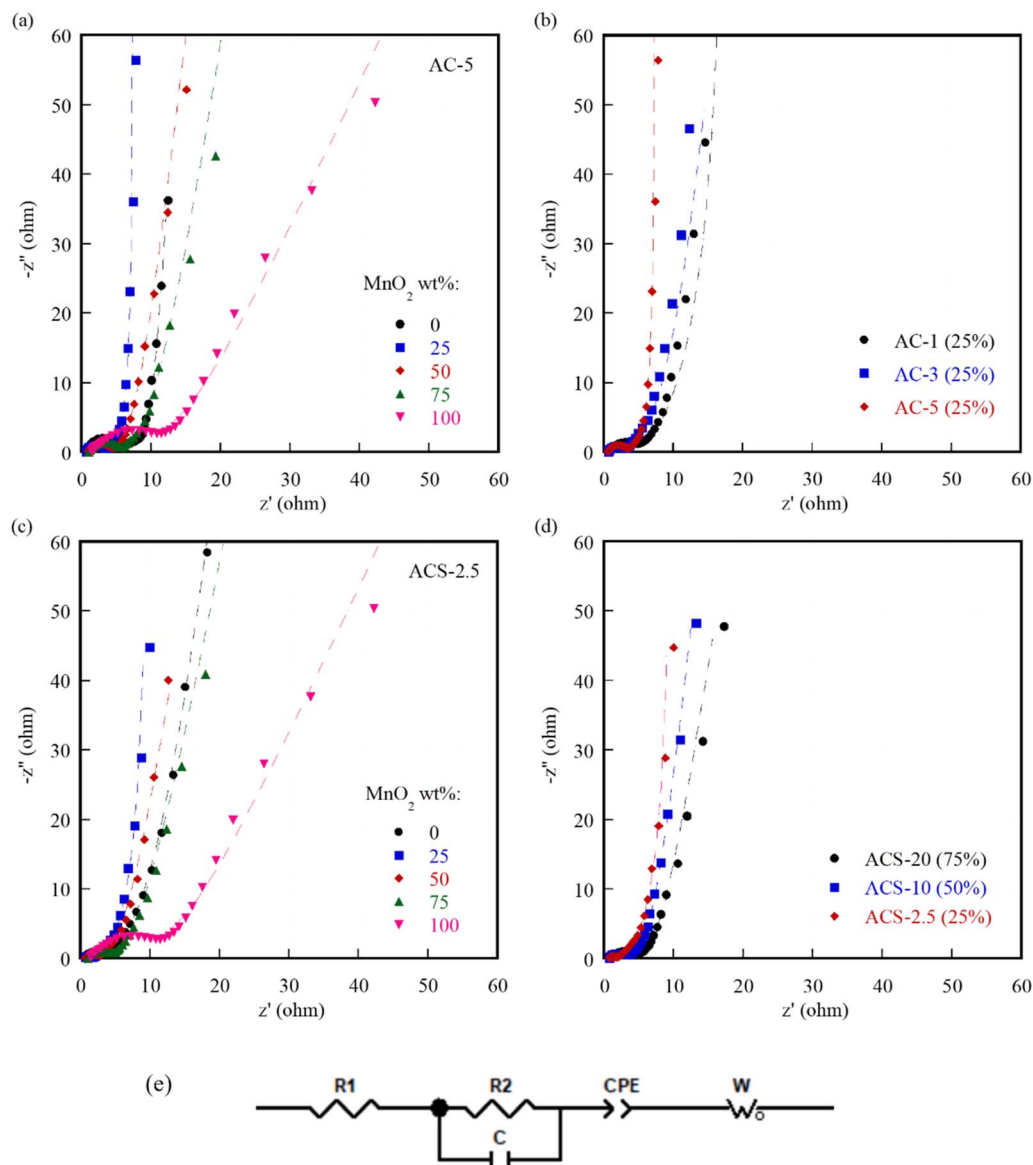 (a)
60
50
40
30
20
10
0
-z" (ohm)
AC-5
MnO2 wt%:
0
25
50
75
100
0 10 20 30 40 50 60
z' (ohm)
(b)
60
50
40
30
20
10
0
-z" (ohm)
AC-1 (25%)
AC-3 (25%)
AC-5 (25%)
0 10 20 30 40 50 60
z' (ohm)
(c)
60
50
40
30
20
10
0
-z" (ohm)
ACS-2.5
MnO2 wt%:
0
25
50
75
100
0 10 20 30 40 50 60
z' (ohm)
(d)
60
50
40
30
20
10
0
-z" (ohm)
ACS-20 (75%)
ACS-10 (50%)
ACS-2.5 (25%)
0 10 20 30 40 50 60
z' (ohm)
(e)
R1 R2 CPE W
C
W
o